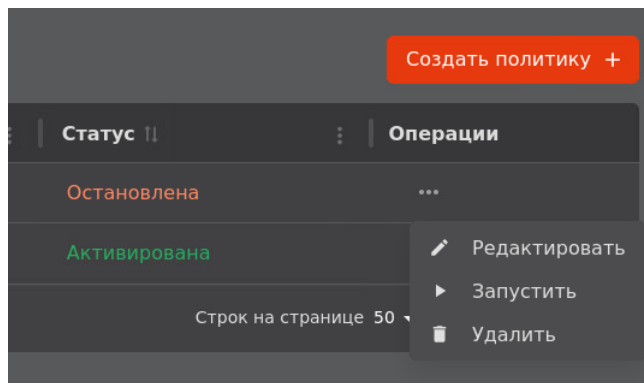 Создать политику +
Статус Операции
Остановлена
Активирована
Редактировать
Запустить
Строк на странице 50
Удалить